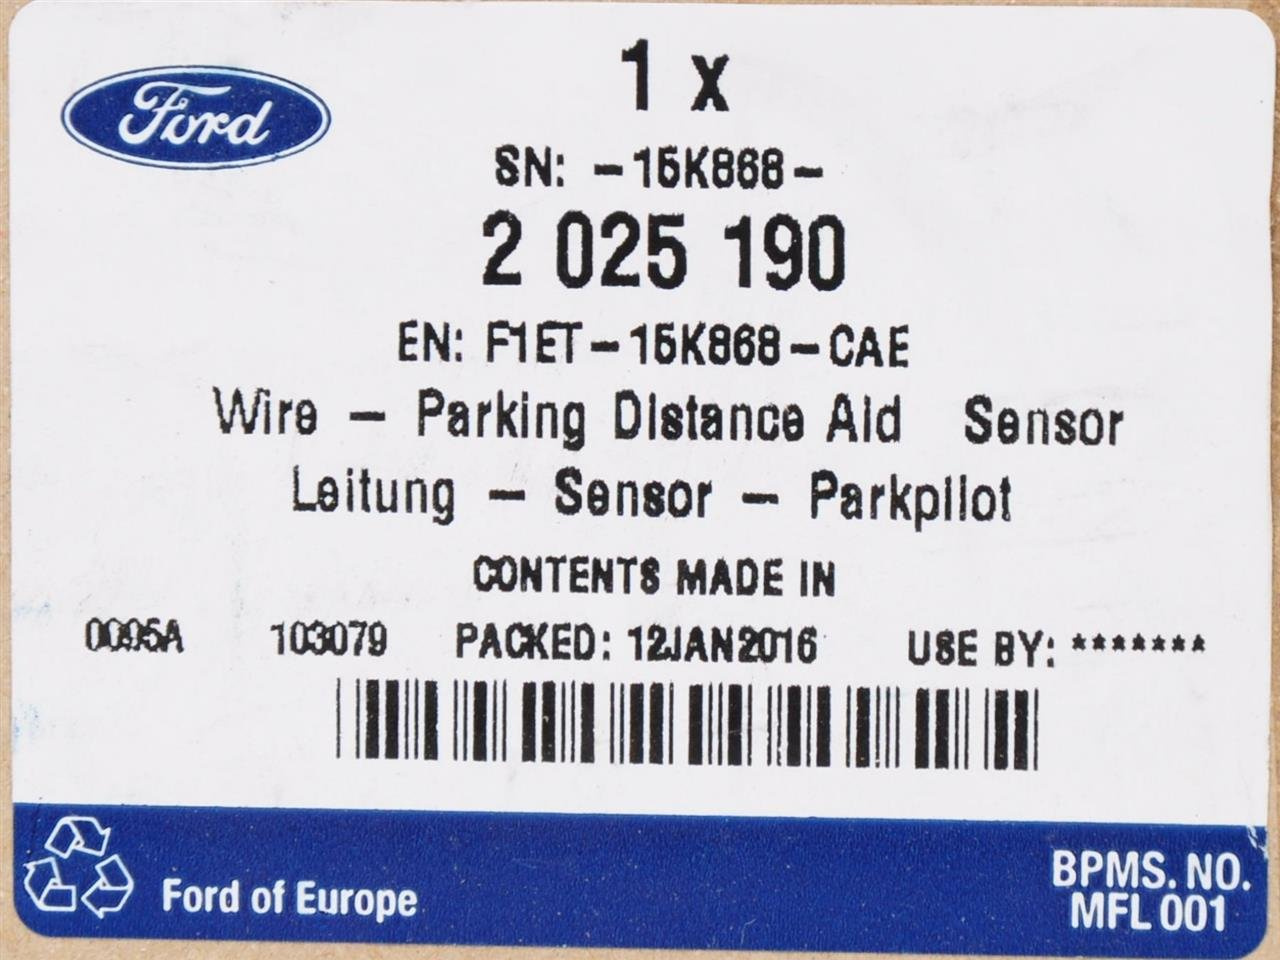 Ford
1 x
SN: -15K868-
2 025 190
EN: F1ET-15K868-CAE
Wire - Parking Distance Aid Sensor
Leitung - Sensor - Parkpilot
CONTENTS MADE IN
0095A 103079 PACKED: 12JAN2016 USE BY: *******
Ford of Europe
BPMS. NO.
MFL 001